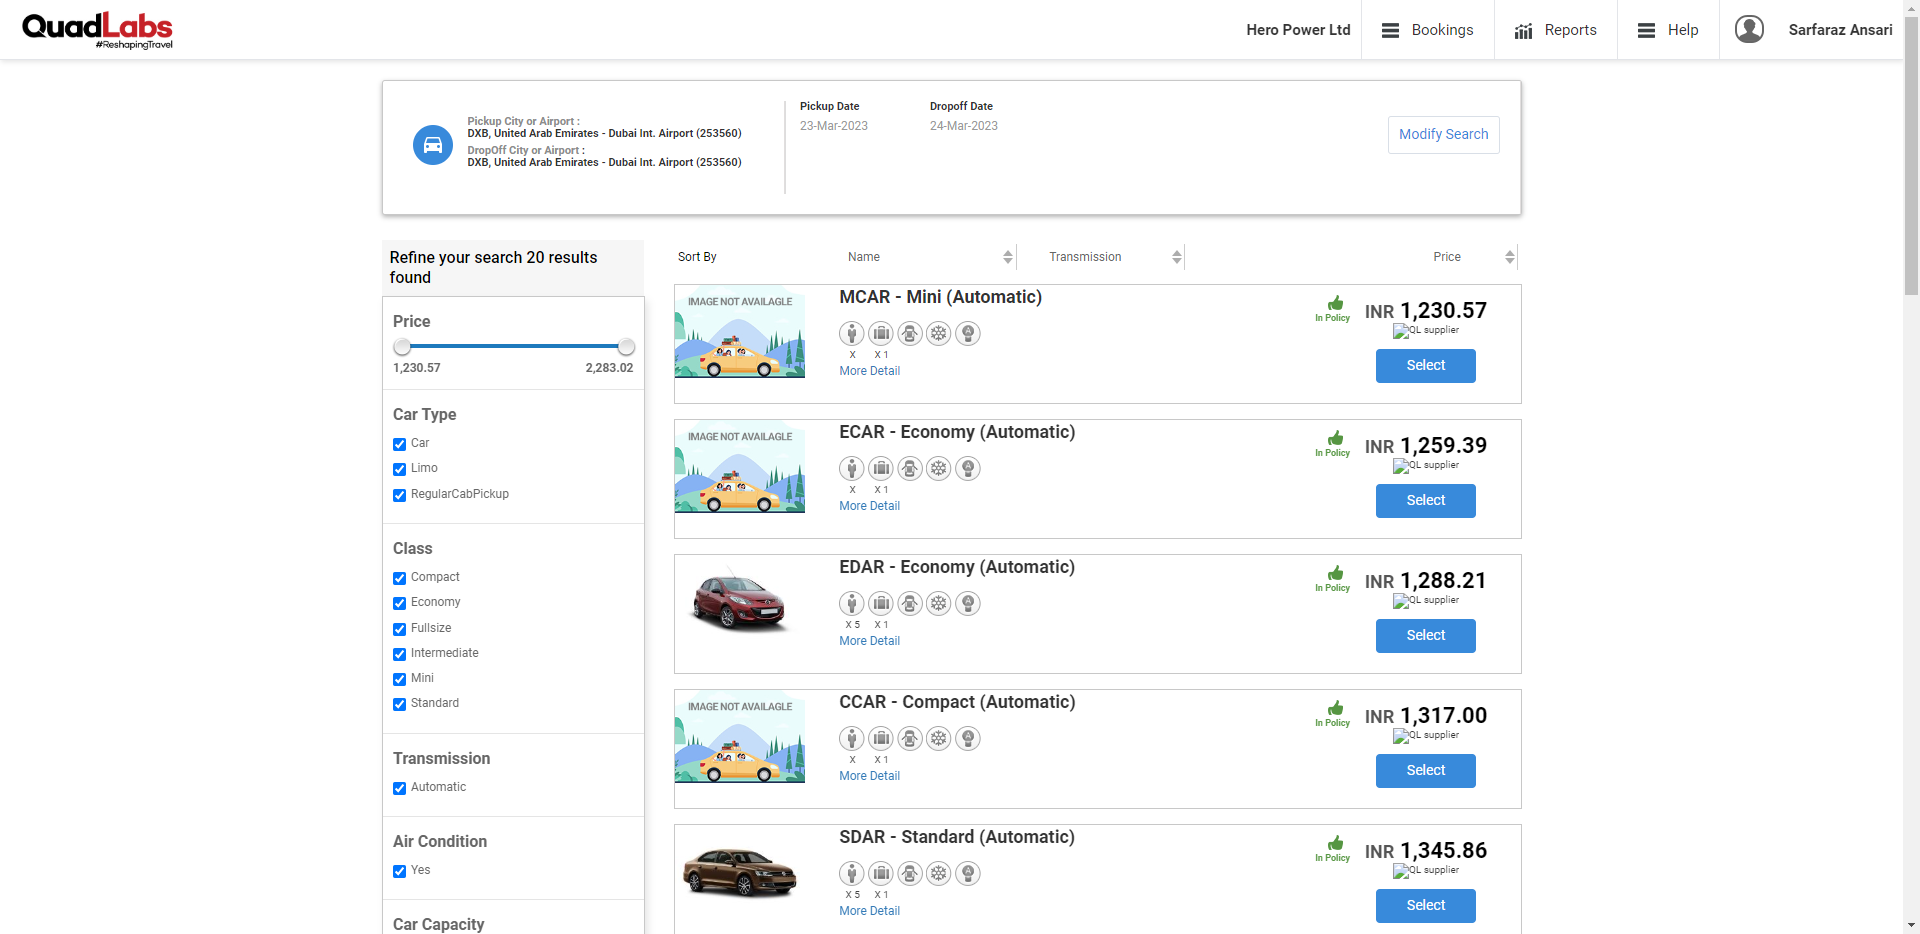 QuadLabs
#ReshapingTravel
Hero Power Ltd
Bookings
Reports
Help
Sarfaraz Ansari
Pickup City or Airport :
DXB, United Arab Emirates - Dubai Int. Airport (253560)
DropOff City or Airport :
DXB, United Arab Emirates - Dubai Int. Airport (253560)
Pickup Date
23-Mar-2023
Dropoff Date
24-Mar-2023
Modify Search
Refine your search 20 results
found
Price
1,230.57
2,283.02
Car Type
Car
Limo
RegularCabPickup
Class
Compact
Economy
Fullsize
Intermediate
Mini
Standard
Transmission
Automatic
Air Condition
Yes
Car Capacity
Sort By
Name
Transmission
Price
IMAGE NOT AVAILAGLE
MCAR - Mini (Automatic)
A
X
X 1
More Detail
In Policy
INR 1,230.57
QL supplier
Select
IMAGE NOT AVAILAGLE
ECAR - Economy (Automatic)
A
X
X 1
More Detail
In Policy
INR 1,259.39
QL supplier
Select
EDAR - Economy (Automatic)
A
X 5
X 1
More Detail
In Policy
INR 1,288.21
QL supplier
Select
IMAGE NOT AVAILAGLE
CCAR - Compact (Automatic)
A
X
X 1
More Detail
In Policy
INR 1,317.00
QL supplier
Select
SDAR - Standard (Automatic)
A
X 5
X 1
More Detail
In Policy
INR 1,345.86
QL supplier
Select